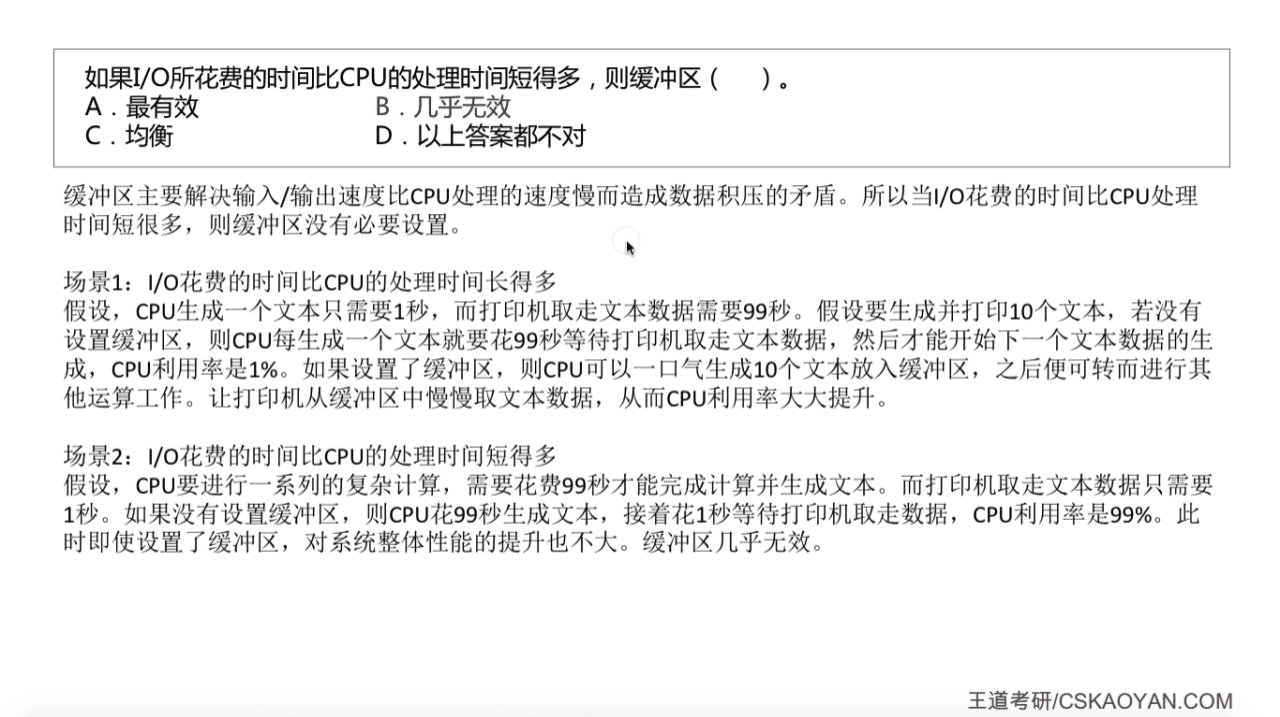 如果I/O所花费的时间比CPU的处理时间短得多，则缓冲区（　　）。
A．最有效　　B．几乎无效
C．均衡　　D．以上答案都不对
缓冲区主要解决输入/输出速度比CPU处理的速度慢而造成数据积压的矛盾。所以当I/O花费的时间比CPU处理
时间短很多，则缓冲区没有必要设置。
场景1：I/O花费的时间比CPU的处理时间长得多
假设，CPU生成一个文本只需要1秒，而打印机取走文本数据需要99秒。假设要生成并打印10个文本，若没有
设置缓冲区，则CPU每生成一个文本就要花99秒等待打印机取走文本数据，然后才能开始下一个文本数据的生
成，CPU利用率是1%。如果设置了缓冲区，则CPU可以一口气生成10个文本放入缓冲区，之后便可转而进行其
他运算工作。让打印机从缓冲区中慢慢取文本数据，从而CPU利用率大大提升。
场景2：I/O花费的时间比CPU的处理时间短得多
假设，CPU要进行一系列的复杂计算，需要花费99秒才能完成计算并生成文本。而打印机取走文本数据只需要
1秒。如果没有设置缓冲区，则CPU花99秒生成文本，接着花1秒等待打印机取走数据，CPU利用率是99%。此
时即使设置了缓冲区，对系统整体性能的提升也不大。缓冲区几乎无效。
王道考研/CSKAOYAN.COM